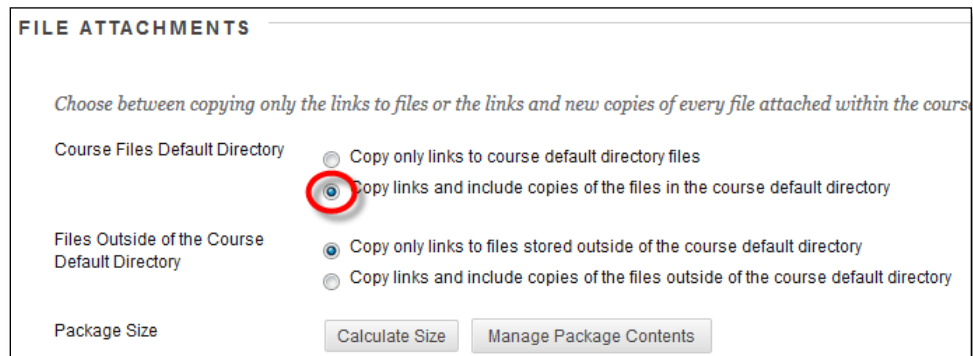 FILE ATTACHMENTS
Choose between copying only the links to files or the links and new copies of every file attached within the cours
Course Files Default Directory
Copy only links to course default directory files
Copy links and include copies of the files in the course default directory
Files Outside of the Course
Default Directory
Copy only links to files stored outside of the course default directory
Copy links and include copies of the files outside of the course default directory
Package Size
Calculate Size
Manage Package Contents